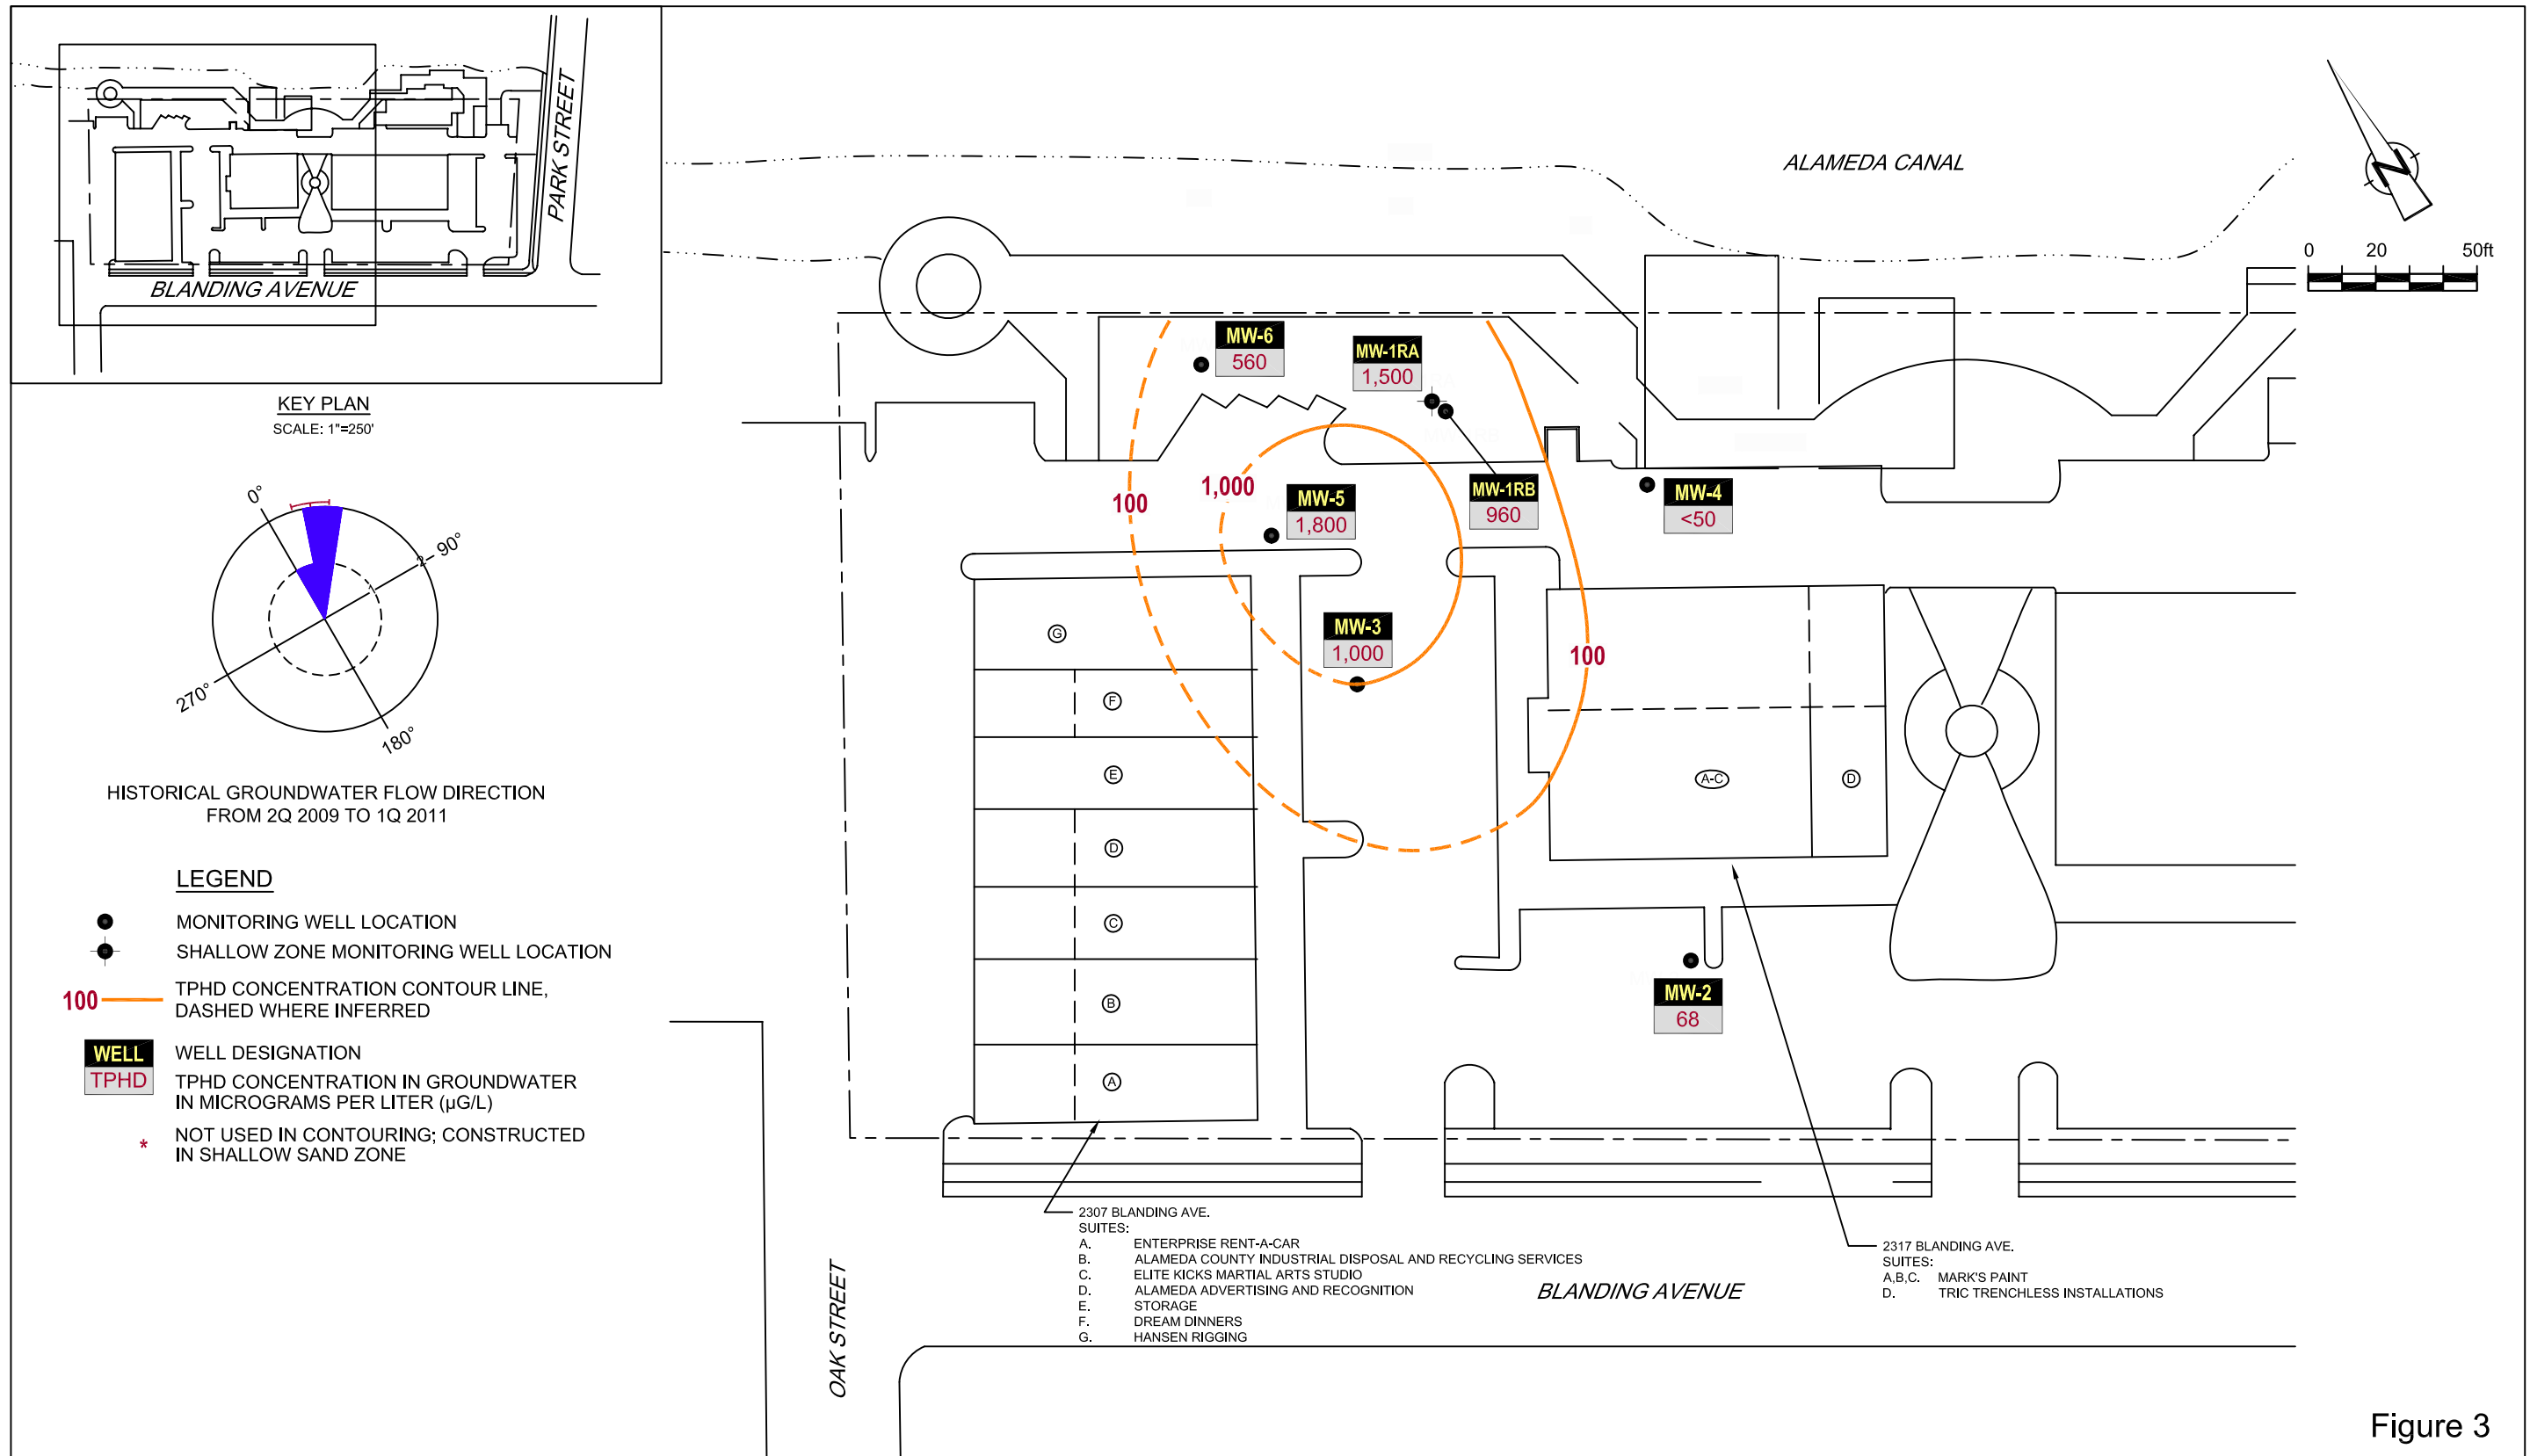 PARK STREET
BLANDING AVENUE
KEY PLAN
SCALE: 1"=250'
0°
90°
270°
180°
HISTORICAL GROUNDWATER FLOW DIRECTION
FROM 2Q 2009 TO 1Q 2011
LEGEND
MONITORING WELL LOCATION
SHALLOW ZONE MONITORING WELL LOCATION
100
TPHD CONCENTRATION CONTOUR LINE,
DASHED WHERE INFERRED
WELL
WELL DESIGNATION
TPHD
TPHD CONCENTRATION IN GROUNDWATER
IN MICROGRAMS PER LITER (µG/L)
*
NOT USED IN CONTOURING; CONSTRUCTED
IN SHALLOW SAND ZONE
ALAMEDA CANAL
N
0 20 50ft
MW-6
560
MW-1RA
1,500
100
1,000
MW-5
1,800
MW-1RB
960
MW-4
<50
MW-3
1,000
100
G
F
E
D
C
B
A
A-C
D
MW-2
68
2307 BLANDING AVE.
SUITES:
A. ENTERPRISE RENT-A-CAR
B. ALAMEDA COUNTY INDUSTRIAL DISPOSAL AND RECYCLING SERVICES
C. ELITE KICKS MARTIAL ARTS STUDIO
D. ALAMEDA ADVERTISING AND RECOGNITION
E. STORAGE
F. DREAM DINNERS
G. HANSEN RIGGING
2317 BLANDING AVE.
SUITES:
A,B,C. MARK'S PAINT
D. TRIC TRENCHLESS INSTALLATIONS
BLANDING AVENUE
OAK STREET
Figure 3